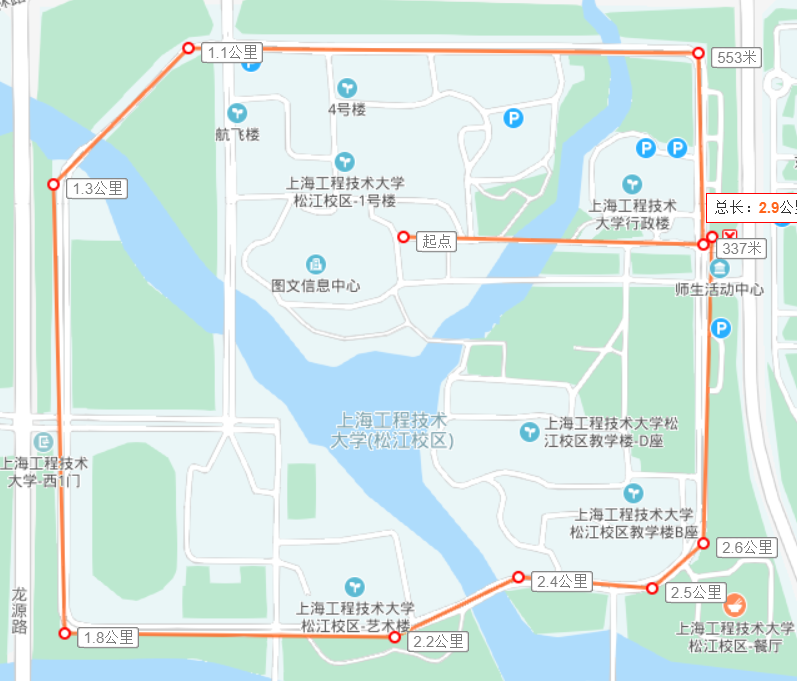 1.1公里
553米
P
4号楼
航飞楼
P
P
P
上海工程技术大学
松江校区-1号楼
1.3公里
上海工程技术
大学行政楼
总长：2.9公里
起点
337米
图文信息中心
师生活动中心
P
上海工程技术
大学(松江校区)
上海工程技术大学松
江校区教学楼-D座
上海工程技术
大学-西1门
上海工程技术大学
松江校区教学楼B座
2.6公里
2.4公里
2.5公里
龙源路
上海工程技术大学
松江校区-艺术楼
1.8公里
2.2公里
上海工程技术大学
松江校区-餐厅